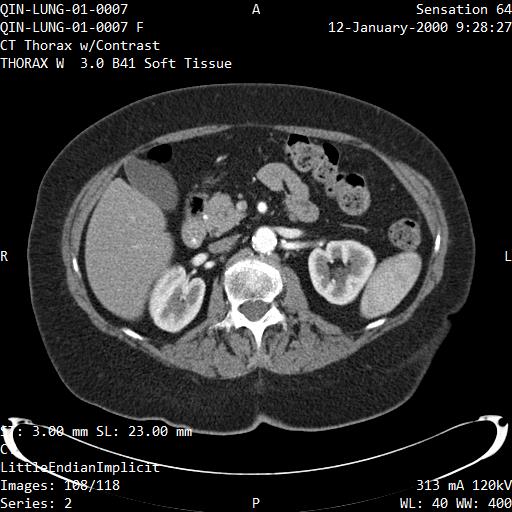 QIN-LUNG-01-0007
A
Sensation 64
QIN-LUNG-01-0007 F
12-January-2000 9:28:27
CT Thorax w/Contrast
THORAX W 3.0 B41 Soft Tissue
R
L
3.00 mm SL: 23.00 mm
LittleEndianImplicit
Images: 108/118
313 mA 120kV
Series: 2
P
WL: 40 WW: 400